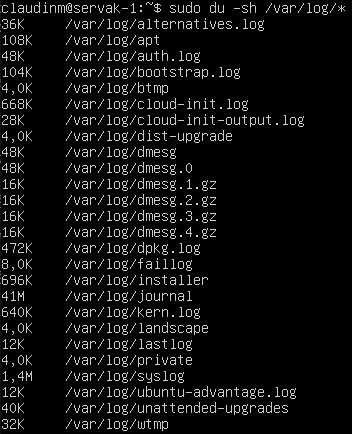 claudinm@servak-1:~$ sudo du -sh /var/log/*
36K /var/log/alternatives.log
108K /var/log/apt
48K /var/log/auth.log
104K /var/log/bootstrap.log
4,0K /var/log/btmp
668K /var/log/cloud-init.log
28K /var/log/cloud-init-output.log
4,0K /var/log/dist-upgrade
48K /var/log/dmesg
48K /var/log/dmesg.0
16K /var/log/dmesg.1.gz
16K /var/log/dmesg.2.gz
16K /var/log/dmesg.3.gz
16K /var/log/dmesg.4.gz
472K /var/log/dpkg.log
8,0K /var/log/faillog
696K /var/log/installer
41M /var/log/journal
640K /var/log/kern.log
4,0K /var/log/landscape
12K /var/log/lastlog
4,0K /var/log/private
1,4M /var/log/syslog
12K /var/log/ubuntu-advantage.log
40K /var/log/unattended-upgrades
32K /var/log/wtmp